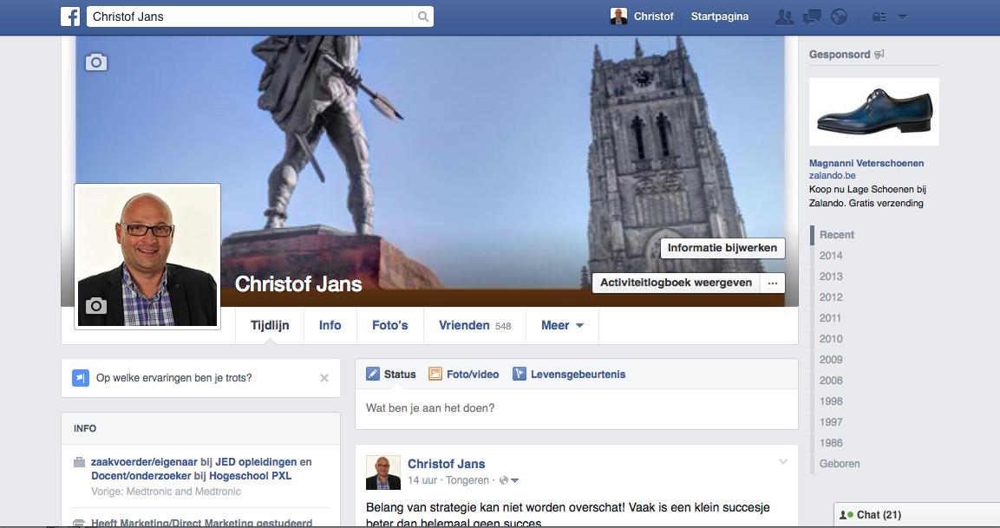 Christof Jans
Christof
Startpagina
Gesponsord
Magnanni Veterschoenen
zalando.be
Koop nu Lage Schoenen bij
Zalando. Gratis verzending
Informatie bijwerken
Christof Jans
Activiteitlogboek weergeven ...
Tijdlijn
Info
Foto's
Vrienden 548
Meer
Recent
2014
2013
2012
2011
2010
2009
2008
1998
1997
1986
Geboren
Op welke ervaringen ben je trots?
INFO
zaakvoerder/eigenaar bij JED opleidingen en
Docent/onderzoeker bij Hogeschool PXL
Vorige: Medtronic and Medtronic
Heeft Marketing/Direct Marketing gestudeerd
Status
Foto/video
Levensgebeurtenis
Wat ben je aan het doen?
Christof Jans
14 uur · Tongeren ·
Belang van strategie kan niet worden overschat! Vaak is een klein succesje
beter dan helemaal geen succes
Chat (21)